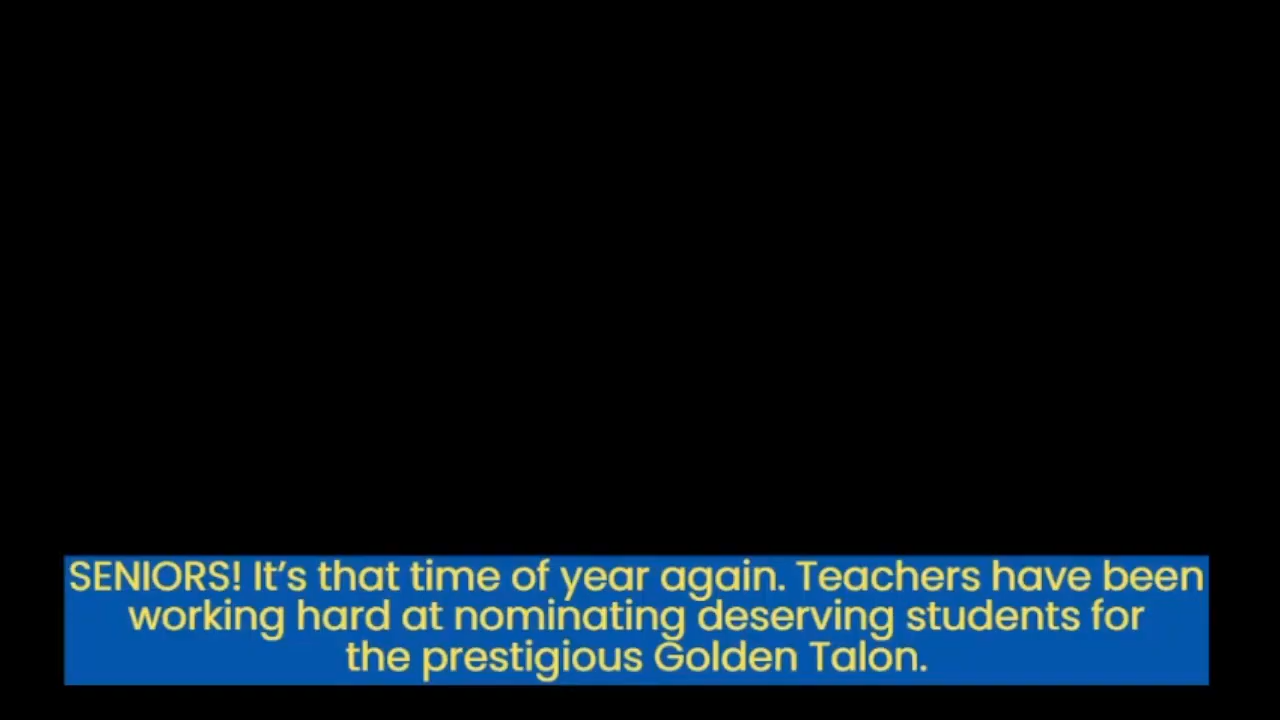 SENIORS! It’s that time of year again. Teachers have been
working hard at nominating deserving students for
the prestigious Golden Talon.